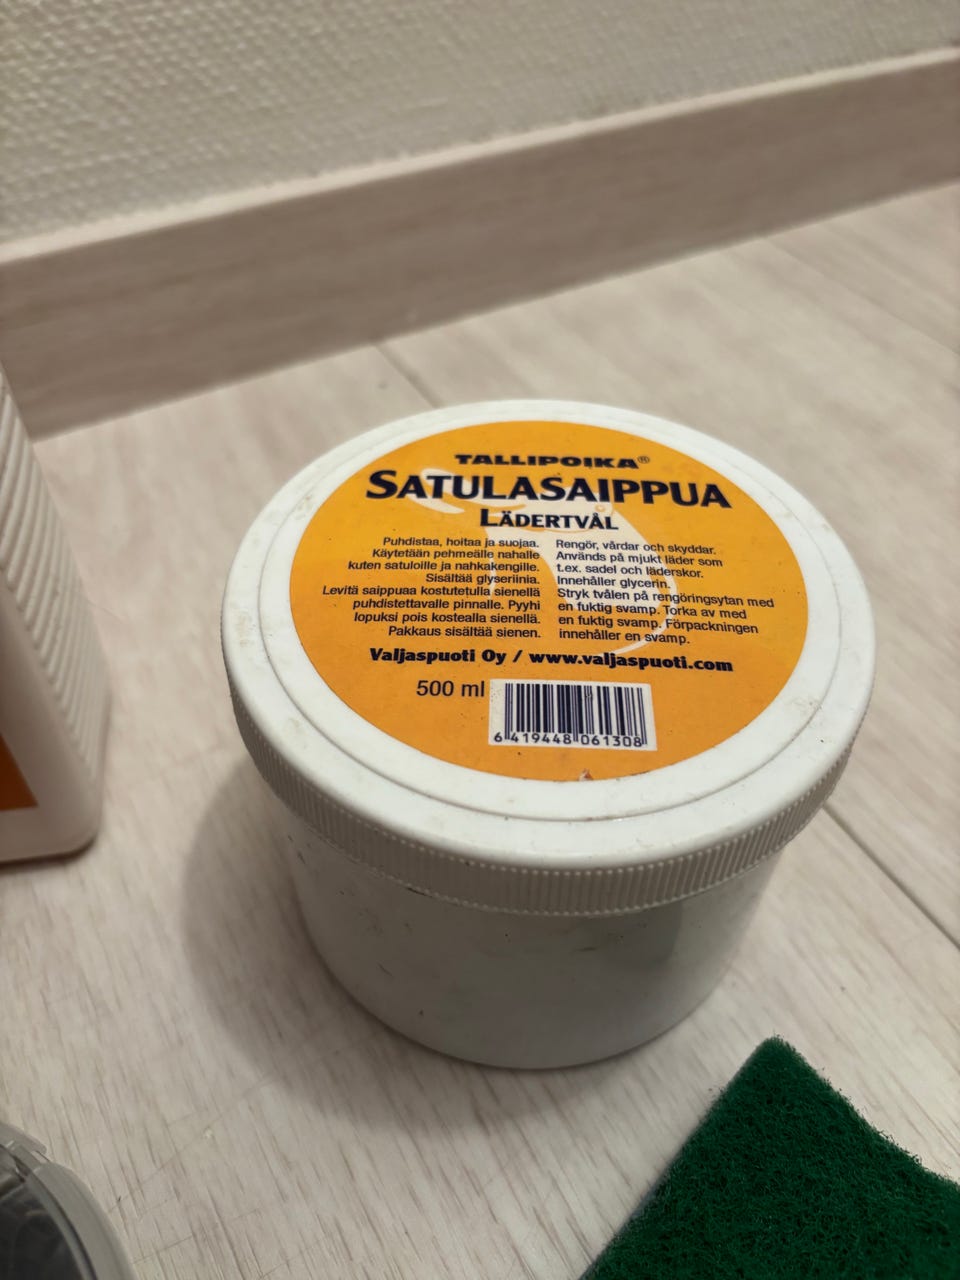 TALLIPOIKA®
SATULASAIPPUA
LÄDERTVÅL
Puhdistaa, hoitaa ja suojaa.
Käytetään pehmeälle nahalle
kuten satuloille ja nahkakengille.
Sisältää glyseriinia.
Levitä saippuaa kostutetulla sienellä
puhdistettavalle pinnalle. Pyyhi
lopuksi pois kostealla sienellä.
Pakkaus sisältää sienen.
Rengör, vårdar och skyddar.
Används på mjukt läder som
t.ex. sadel och läderskor.
Innehåller glycerin.
Stryk tvålen på rengöringsytan med
en fuktig svamp. Torka av med
en fuktig svamp. Förpackningen
innehåller en svamp.
Valjaspuoti Oy / www.valjaspuoti.com
500 ml
6 419448 061308